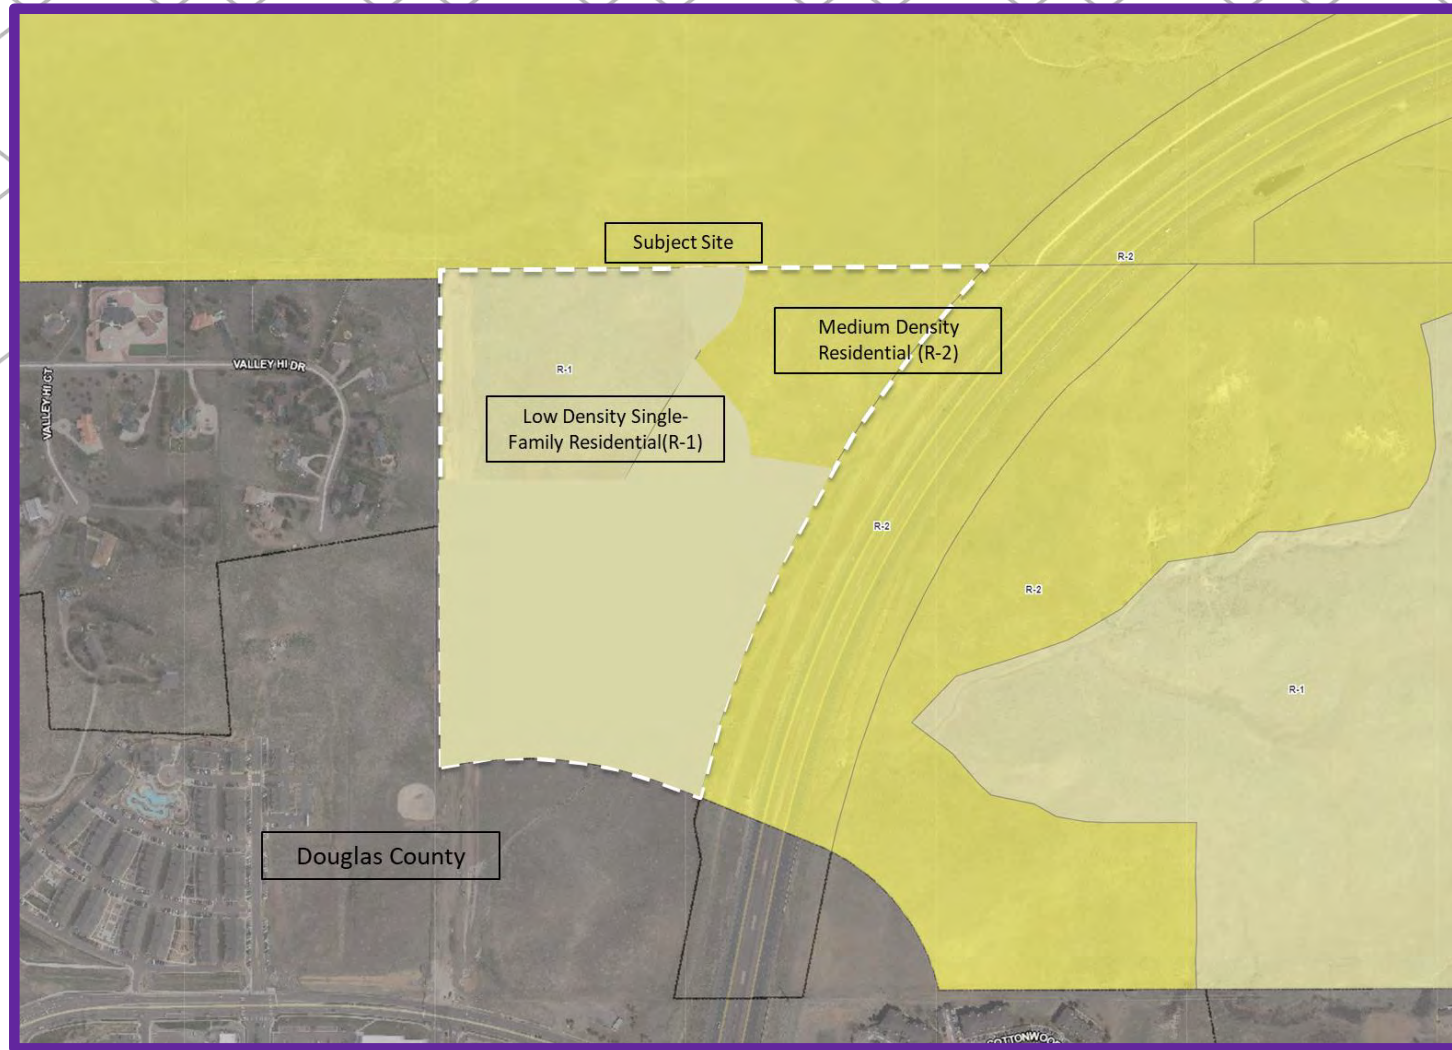 Subject Site
R-2
Medium Density
Residential (R-2)
VALLEY HI DR
R-1
VALLEY HI CT
Low Density Single-
Family Residential(R-1)
R-2
R-2
R-1
Douglas County
COTTONWOOD